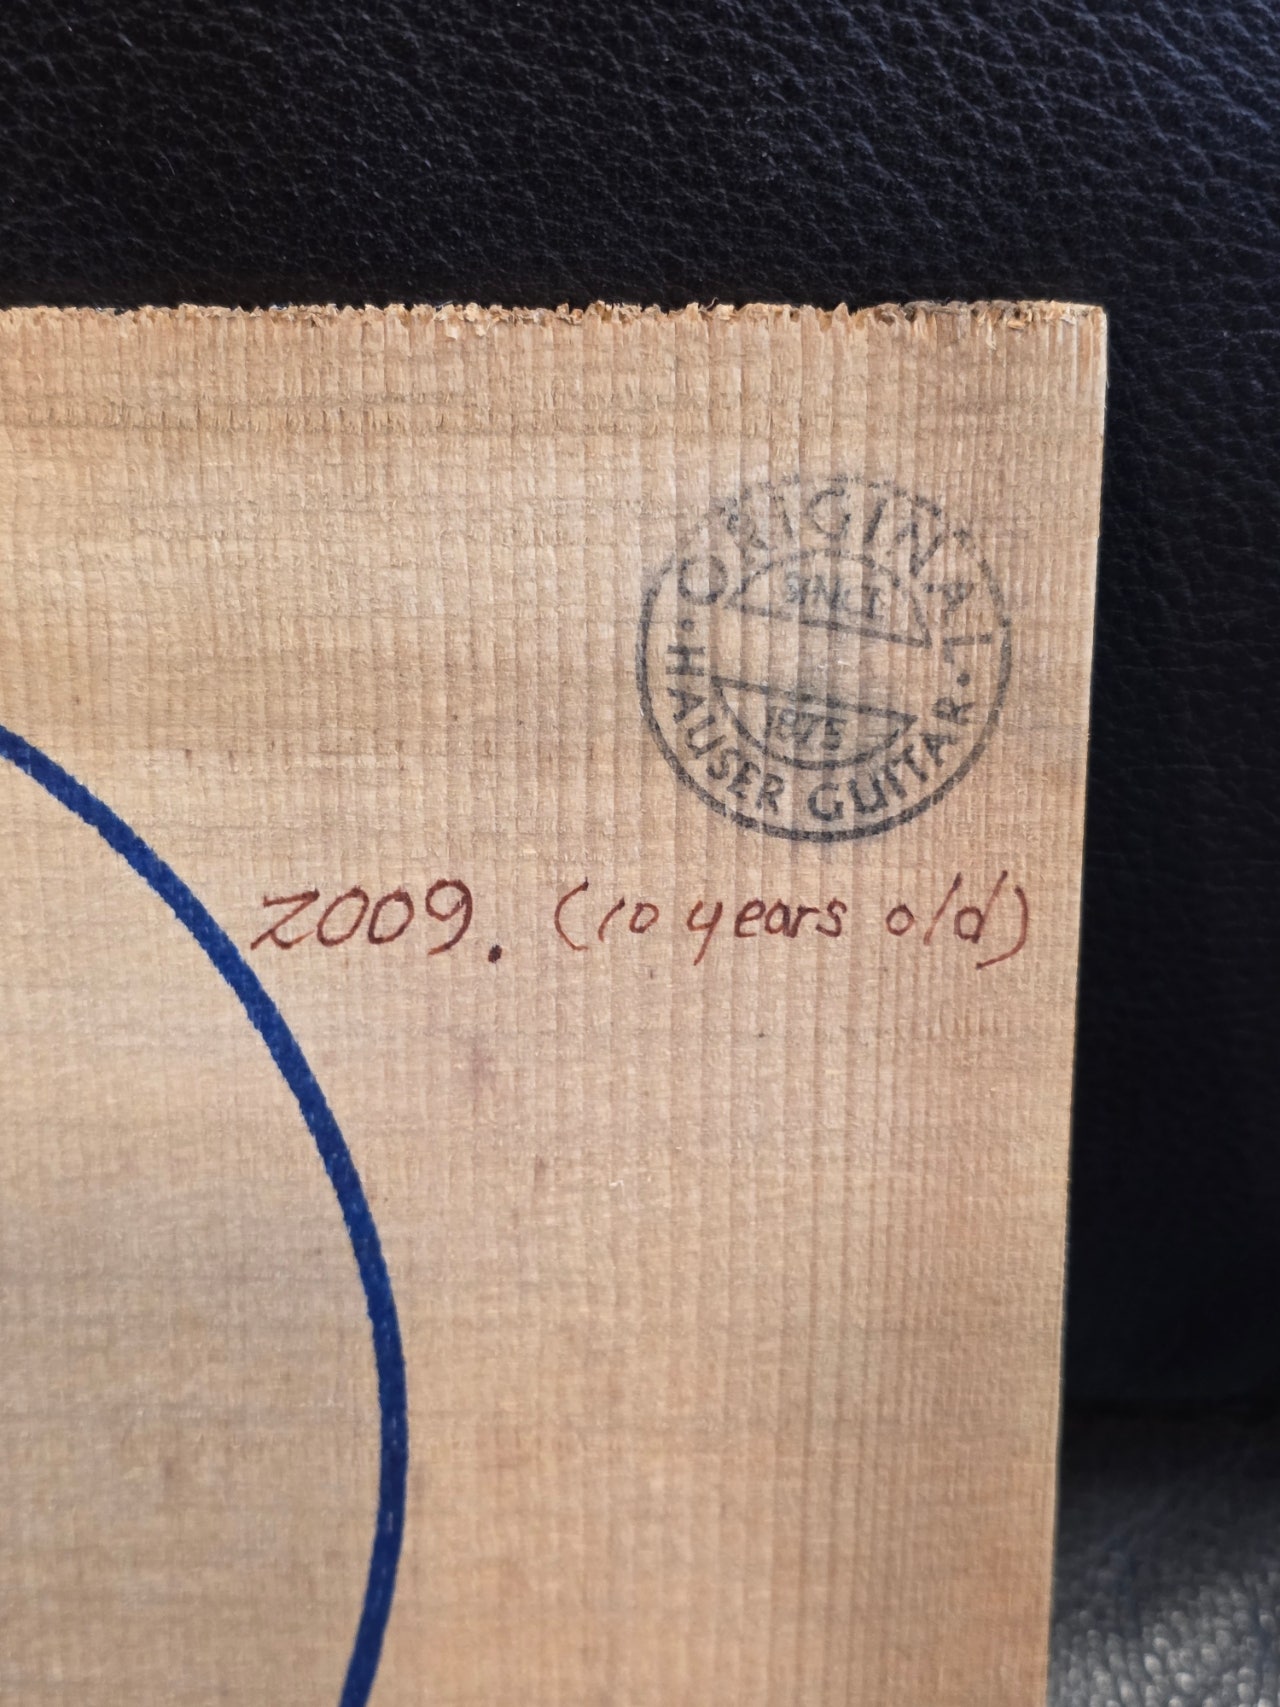 ORIGINAL
SINCE
1875
HAUSER GUITAR
2009. (10 years old)